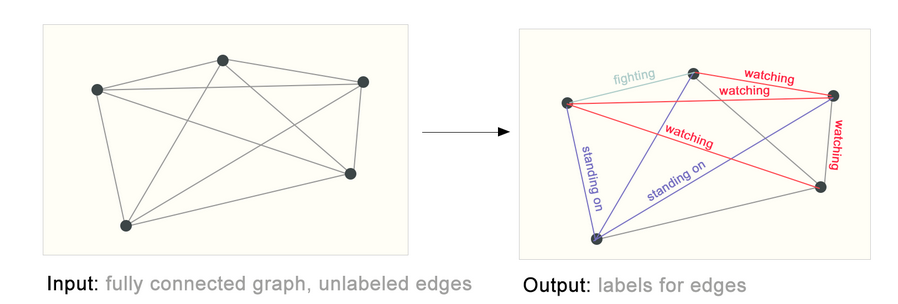 fighting
watching
watching
watching
watching
standing on
standing on
Input: fully connected graph, unlabeled edges
Output: labels for edges